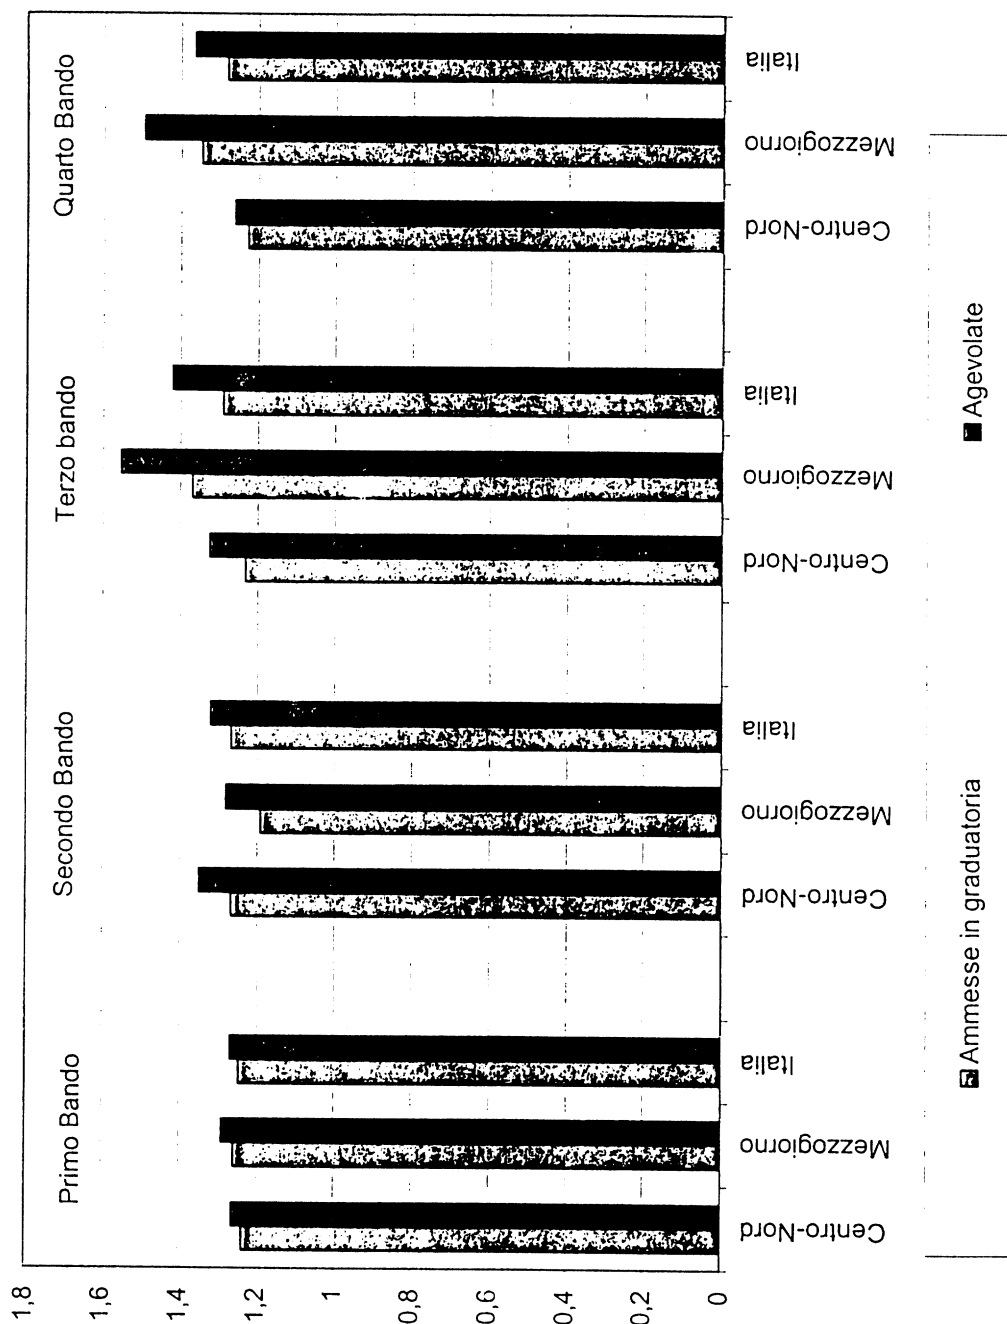 Primo Bando
Secondo Bando
Terzo bando
Quarto Bando
1,8
1,6
1,4
1,2
1
0,8
0,6
0,4
0,2
0
Centro-Nord
Mezzogiorno
Italia
Centro-Nord
Mezzogiorno
Italia
Centro-Nord
Mezzogiorno
Italia
Centro-Nord
Mezzogiorno
Italia
Ammesse in graduatoria
Agevolate